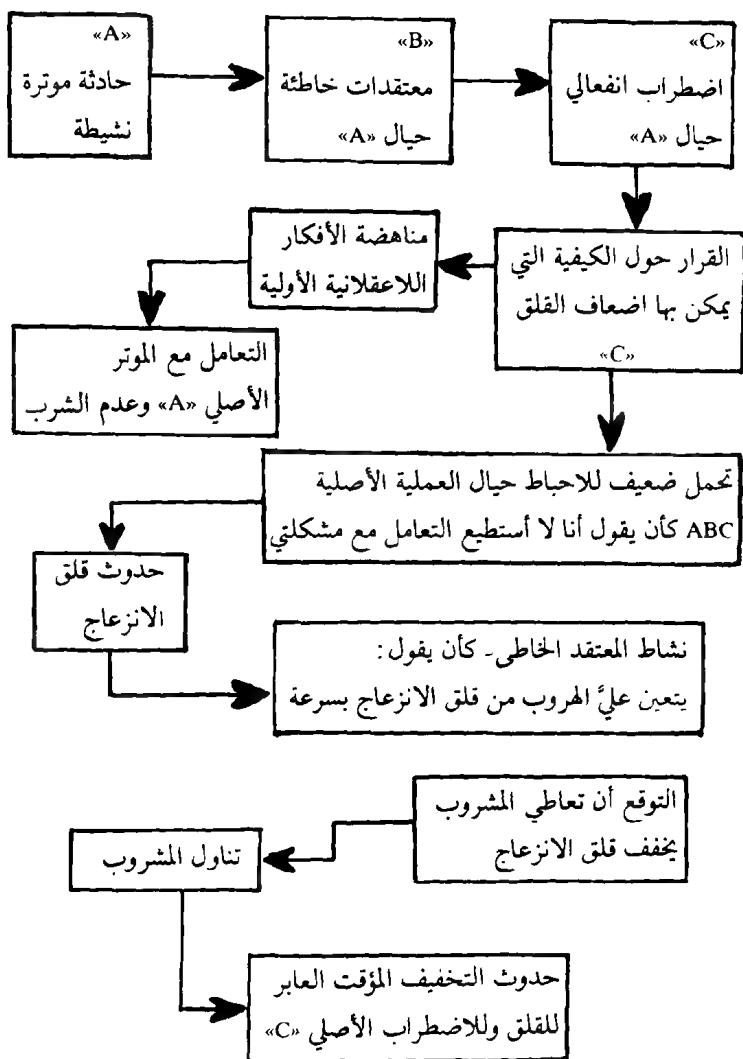 «A»
حادثة موترة
نشيطة
«B»
معتقدات خاطئة
حيال «A»
«C»
اضطراب انفعالي
حيال «A»
القرار حول الكيفية التي
يمكن بها اضعاف القلق
«C»
مناهضة الأفكار
اللاعقلانية الأولية
التعامل مع الموتر
الأصلي «A» وعدم الشرب
تحمل ضعيف للاحباط حيال العملية الأصلية
ABC كأن يقول أنا لا أستطيع التعامل مع مشكلتي
حدوث قلق
الانزعاج
نشاط المعتقد الخاطى - كأن يقول :
يتعين عليَّ الهروب من قلق الانزعاج بسرعة
التوقع أن تعاطي المشروب
يخفف قلق الانزعاج
تناول المشروب
حدوث التخفيف المؤقت العابر
للقلق وللاضطراب الأصلي «C»